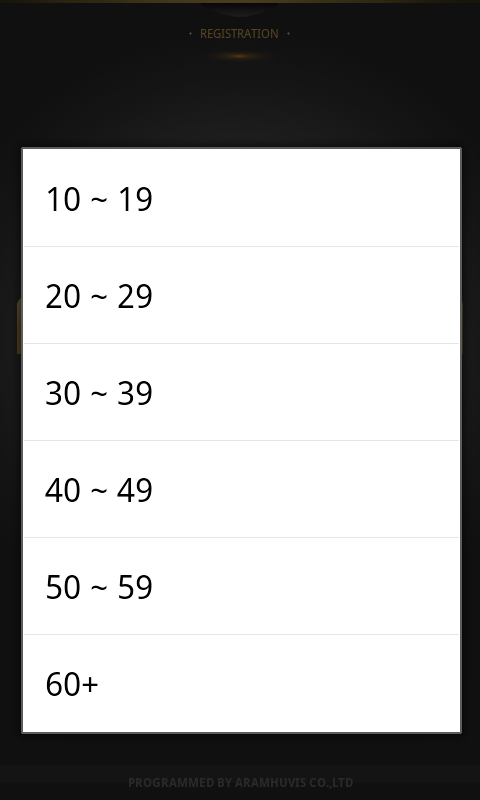 • REGISTRATION •
10 ~ 19
20 ~ 29
30 ~ 39
40 ~ 49
50 ~ 59
60+
PROGRAMMED BY ARAMHUVIS CO.,LTD